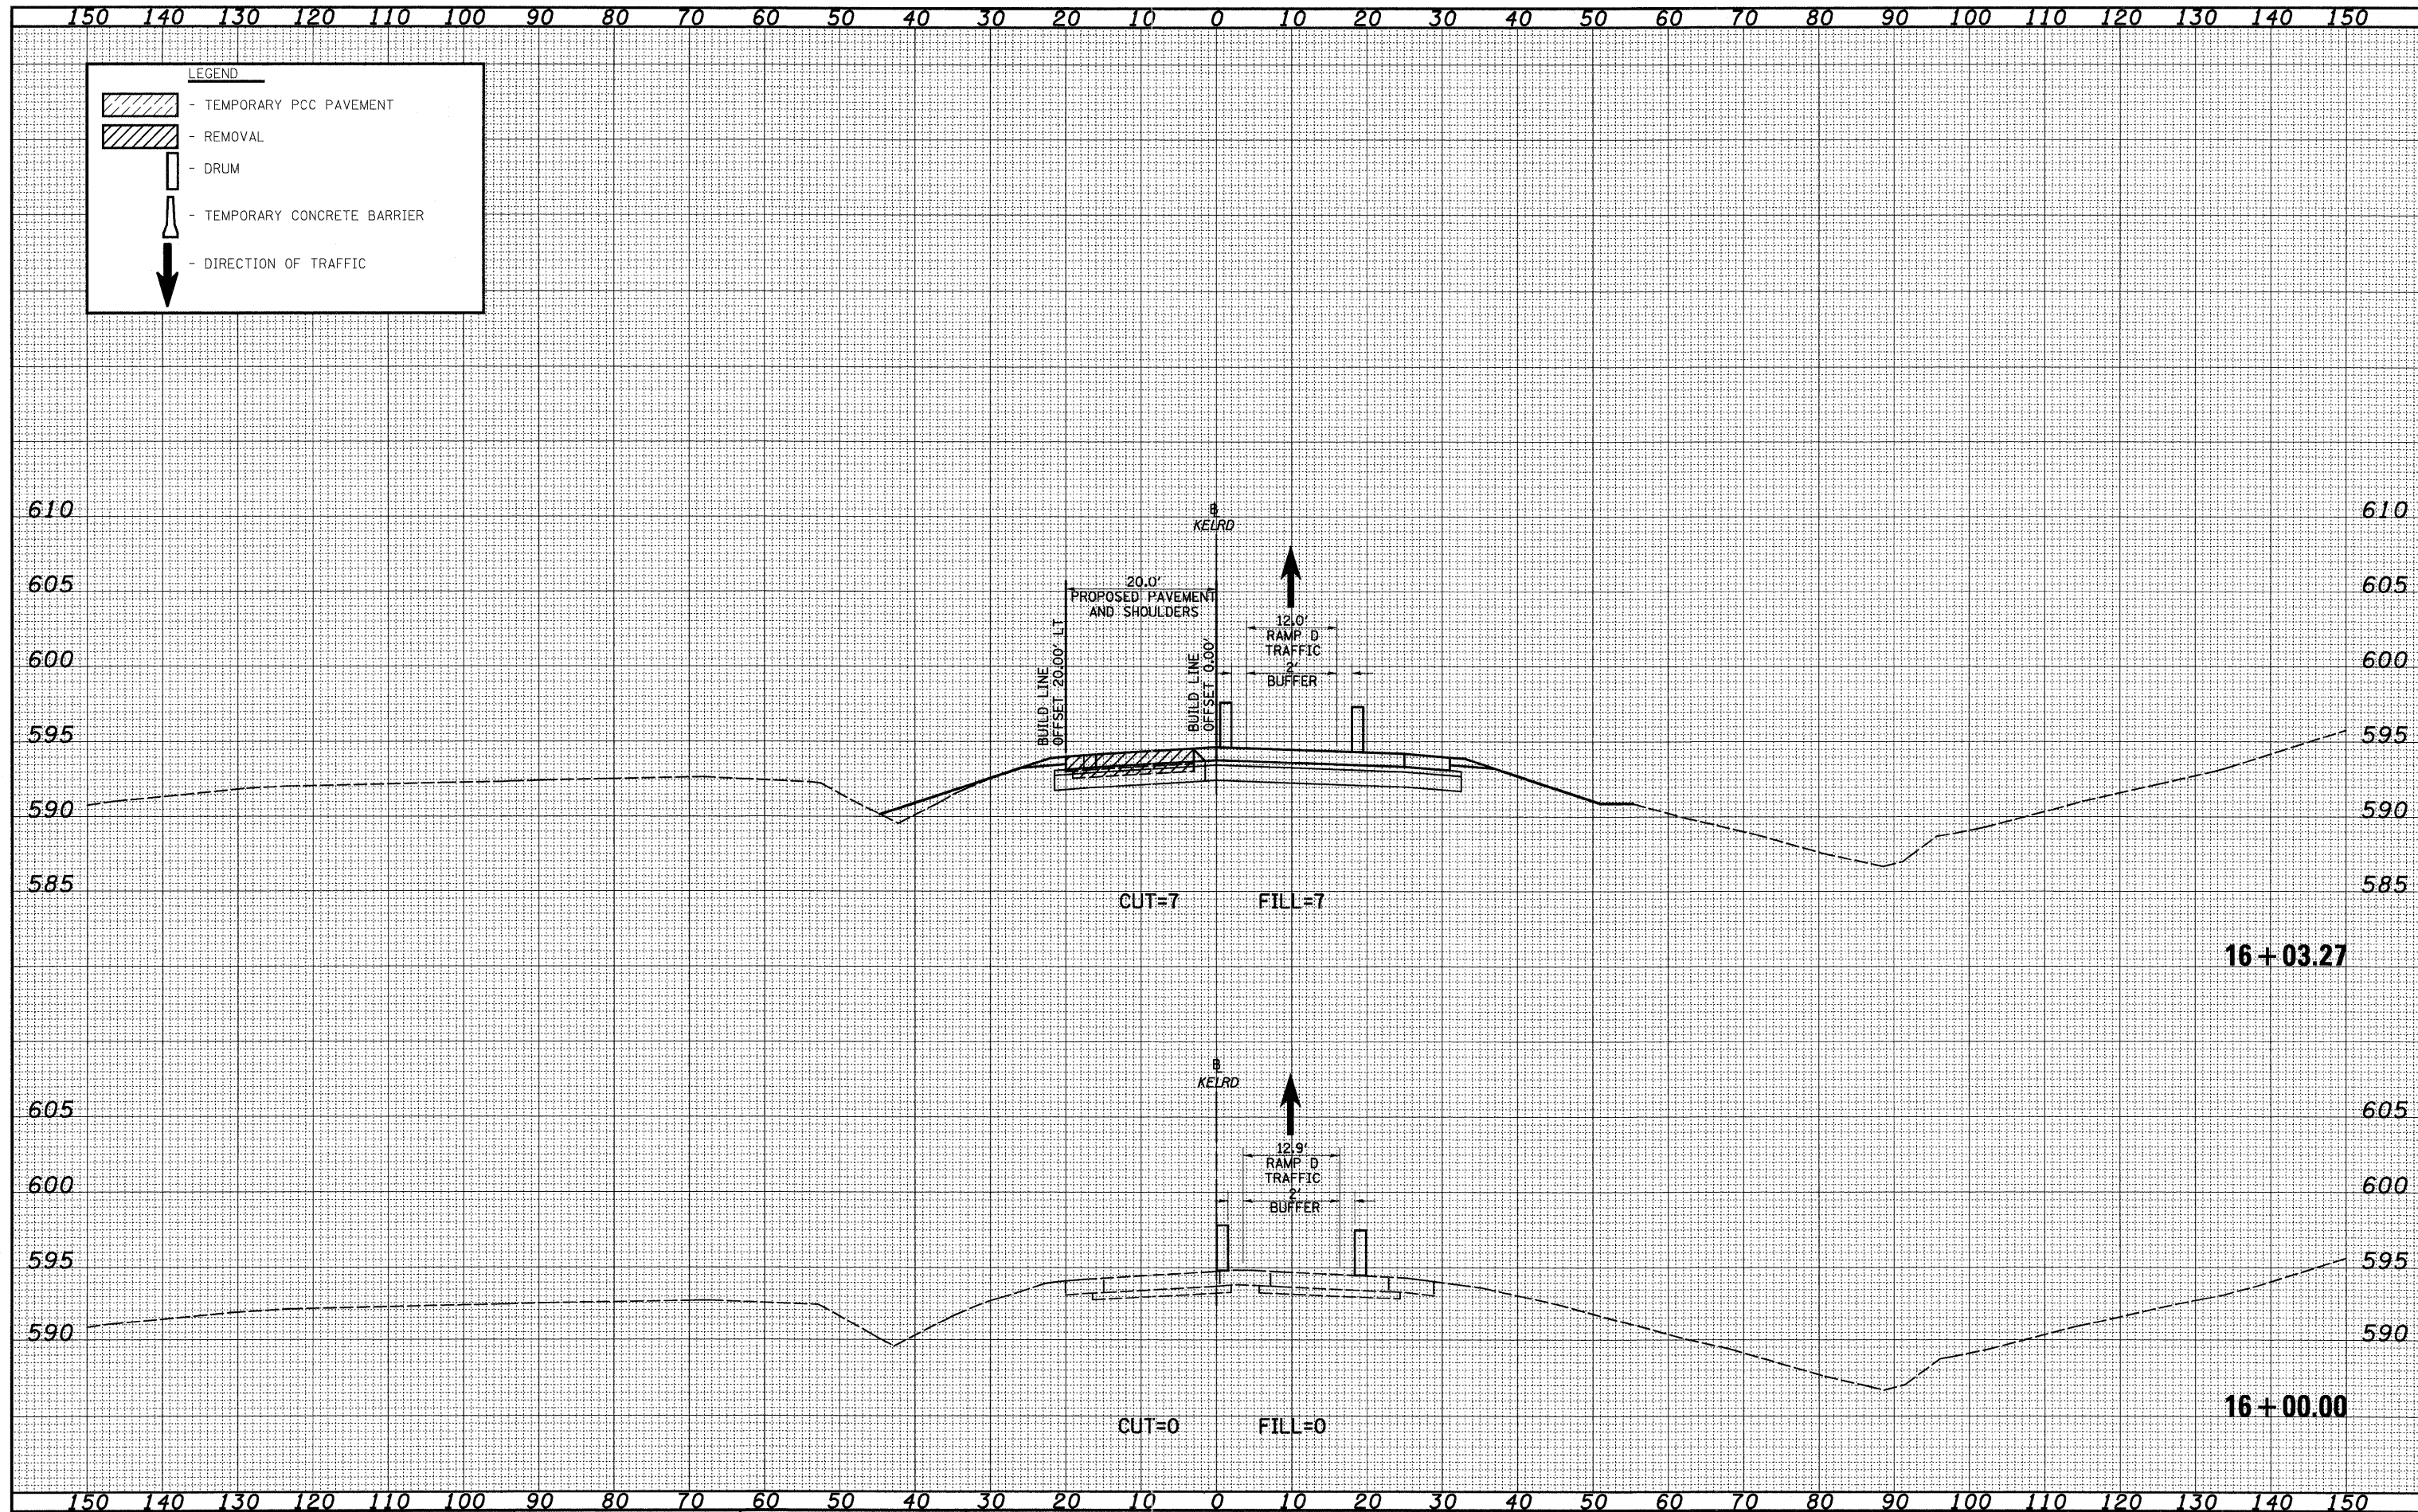 150 140 130 120 110 100 90 80 70 60 50 40 30 20 10 0 10 20 30 40 50 60 70 80 90 100 110 120 130 140 150
LEGEND
- TEMPORARY PCC PAVEMENT
- REMOVAL
- DRUM
- TEMPORARY CONCRETE BARRIER
- DIRECTION OF TRAFFIC
610 610
℄ KELRD
605 605
20.0'
PROPOSED PAVEMENT
AND SHOULDERS
12.0'
RAMP D
TRAFFIC
600 600
2'
BUFFER
BUILD LINE
OFFSET 20.00' LT
BUILD LINE
OFFSET 0.00'
595 595
590 590
585 585
CUT=7 FILL=7
16+03.27
KELRD
605 605
12.9'
RAMP D
TRAFFIC
600 600
2'
BUFFER
595 595
590 590
16+00.00
CUT=0 FILL=0
150 140 130 120 110 100 90 80 70 60 50 40 30 20 10 0 10 20 30 40 50 60 70 80 90 100 110 120 130 140 150